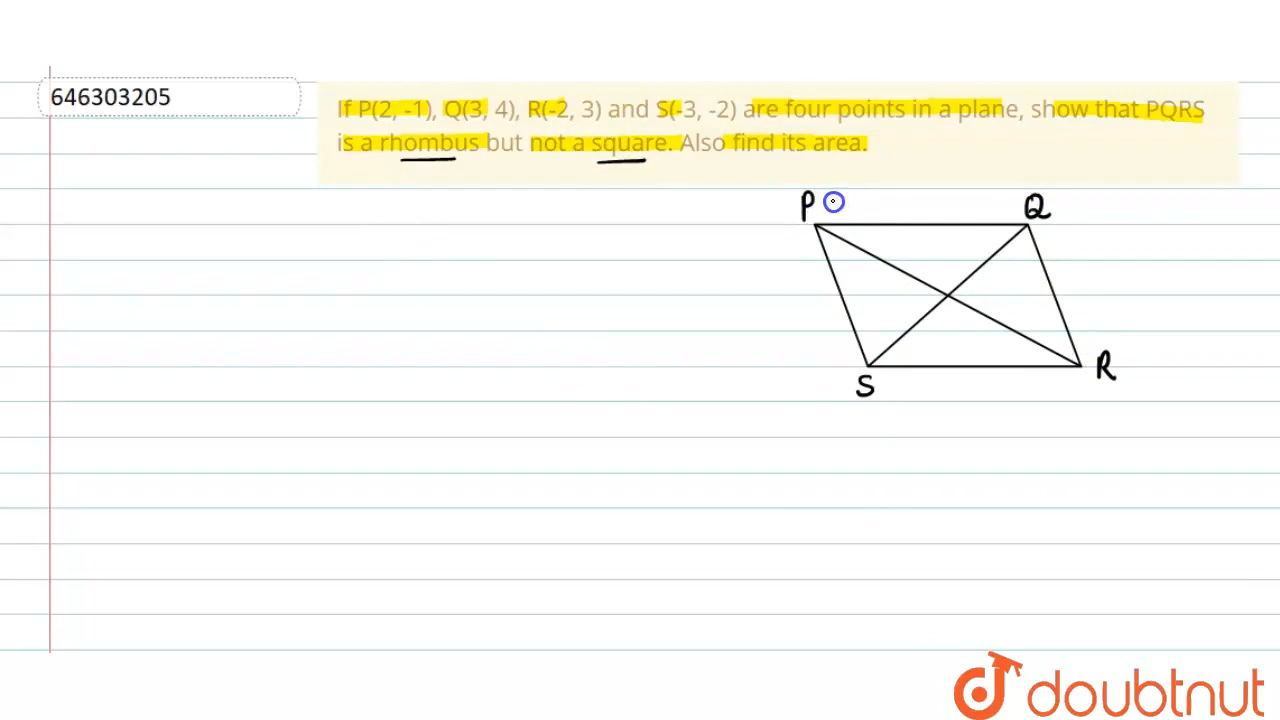 646303205
If P(2, -1), Q(3, 4), R(-2, 3) and S(-3, -2) are four points in a plane, show that PQRS
is a rhombus but not a square. Also find its area.
P
Q
S
R
doubtnut